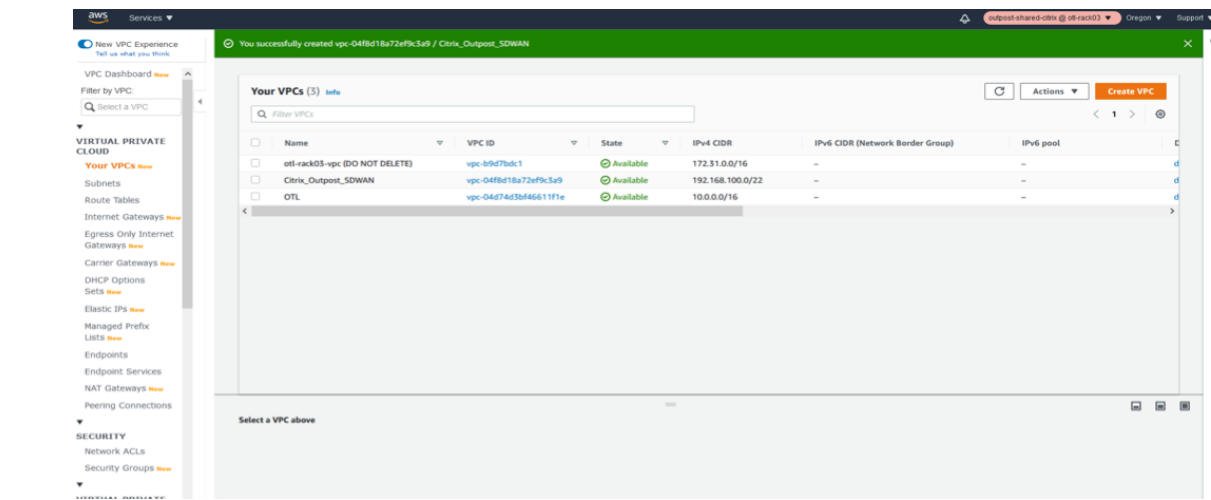 aws Services ▼ outpost-shared-citrix @ otl-rack03 ▼ Oregon ▼ Support
New VPC Experience
Tell us what you think
You successfully created vpc-04f8d18a72ef9c3a9 / Citrix_Outpost_SDWAN
VPC Dashboard New
Filter by VPC:
Select a VPC
VIRTUAL PRIVATE
CLOUD
Your VPCs New
Subnets
Route Tables
Internet Gateways New
Egress Only Internet
Gateways New
Carrier Gateways New
DHCP Options
Sets New
Elastic IPs New
Managed Prefix
Lists New
Endpoints
Endpoint Services
NAT Gateways New
Peering Connections
SECURITY
Network ACLs
Security Groups New
VIRTUAL PRIVATE
Your VPCs (3) Info
Actions ▼ Create VPC
Filter VPCs
1
Name VPC ID State IPv4 CIDR IPv6 CIDR (Network Border Group) IPv6 pool
otl-rack03-vpc (DO NOT DELETE) vpc-b9d7bdc1 Available 172.31.0.0/16 – –
Citrix_Outpost_SDWAN vpc-04f8d18a72ef9c3a9 Available 192.168.100.0/22 – –
OTL vpc-04d74d3bf46611f1e Available 10.0.0.0/16 – –
Select a VPC above